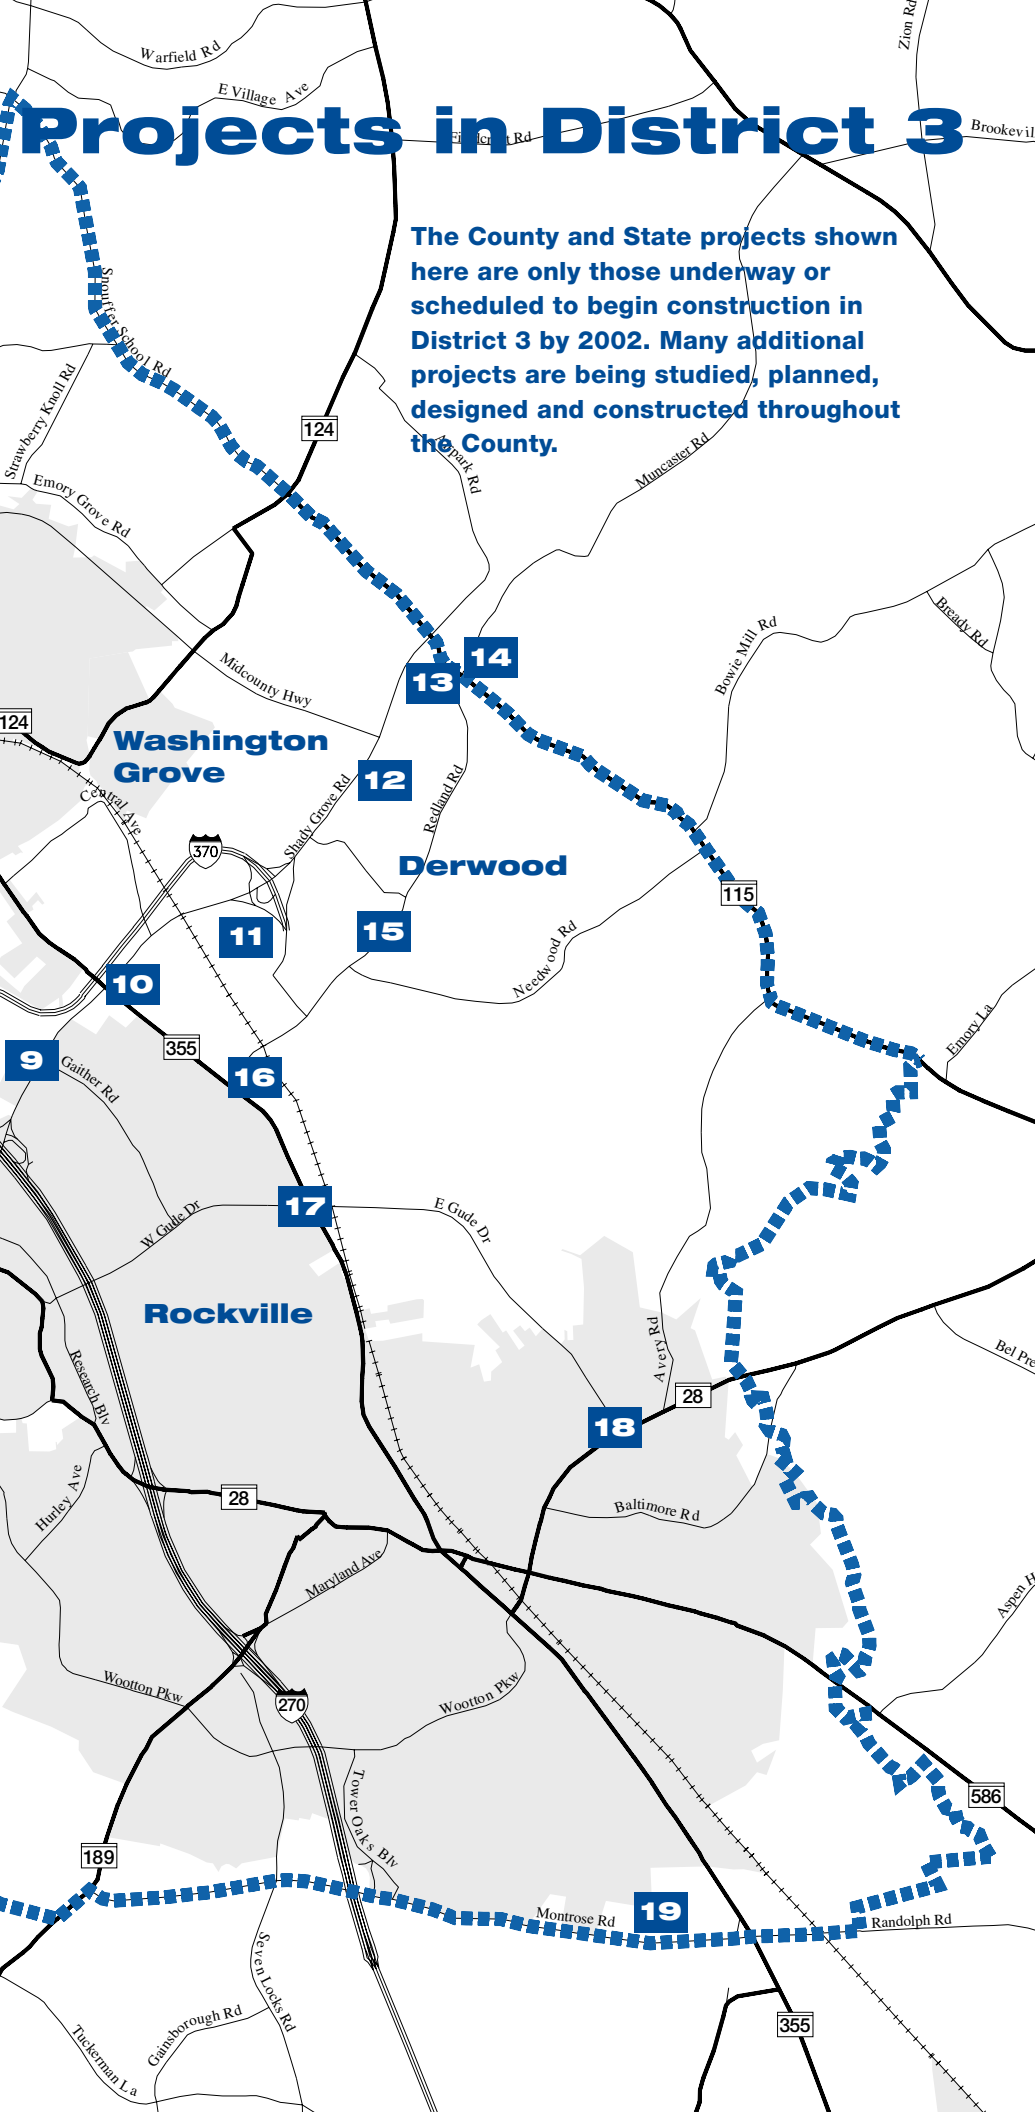 Zion Rd
Warfield Rd
E Village Ave
Projects in District 3
Fieldcrest Rd
The County and State projects shown
here are only those underway or
scheduled to begin construction in
District 3 by 2002. Many additional
projects are being studied, planned,
designed and constructed throughout
the County.
Snouffer School Rd
Strawberry Knoll Rd
124
Airpark Rd
Muncaster Rd
Emory Grove Rd
Bready Rd
Bowie Mill Rd
14
13
Midcounty Hwy
124
Washington
Grove
12
Central Ave
Shady Grove Rd
Redland Rd
370
Derwood
115
11
15
Needwood Rd
10
Emory La
355
9
Gaither Rd
16
17
W Gude Dr
E Gude Dr
Rockville
Avery Rd
Research Blv
28
18
Hurley Ave
28
Baltimore Rd
Maryland Ave
Wootton Pkw
Wootton Pkw
270
586
Tower Oaks Blv
189
19
Montrose Rd
Randolph Rd
Seven Locks Rd
Gainsborough Rd
355
Tuckerman La